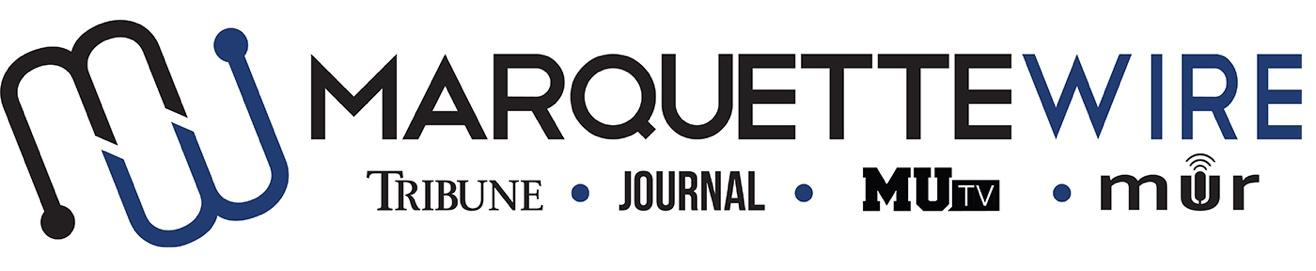 MARQUETTEWIRE
TRIBUNE • JOURNAL • MUTV • mur